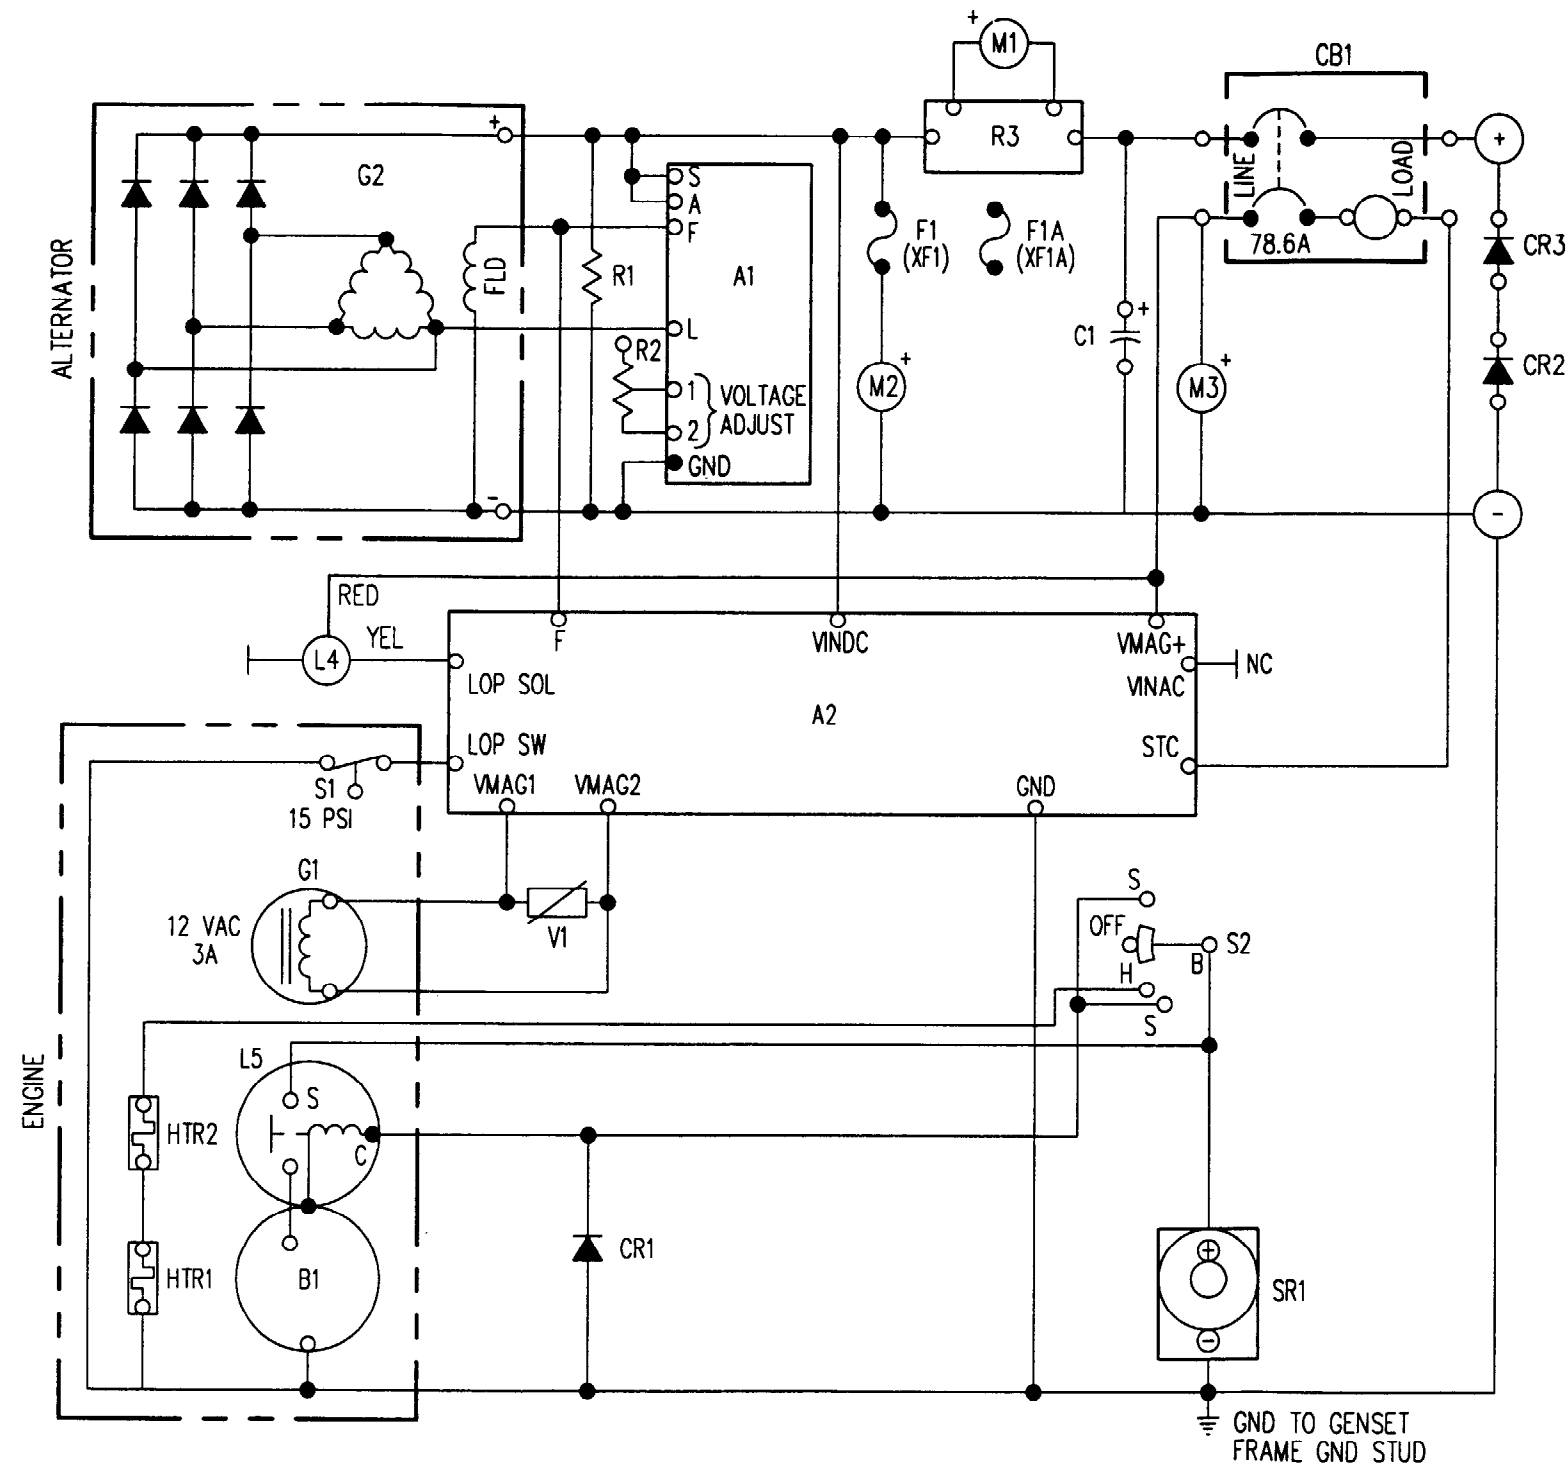 +
M1
CB1
+
R3
+
G2
LINE
LOAD
S
A
F
A1
F1
(XF1)
F1A
(XF1A)
78.6A
CR3
ALTERNATOR
FLD
R1
L
R2
C1
+
M2
+
M3
+
CR2
1
2
VOLTAGE
ADJUST
GND
-
-
RED
YEL
L4
F
VINDC
VMAG+
LOP SOL
VINAC
NC
A2
LOP SW
STC
S1
15 PSI
VMAG1
VMAG2
GND
G1
12 VAC
3A
V1
S
OFF
B
S2
H
S
ENGINE
L5
S
C
HTR2
HTR1
B1
CR1
+
-
SR1
GND TO GENSET
FRAME GND STUD